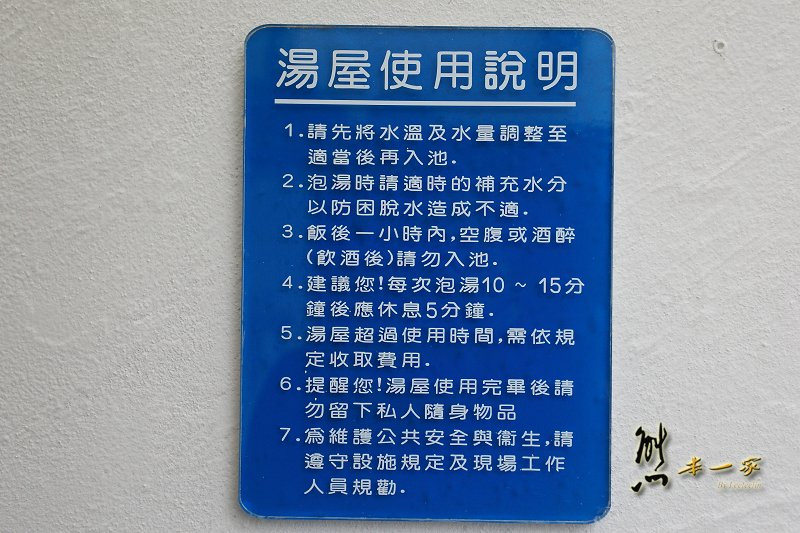 湯屋使用說明
1.請先將水溫及水量調整至
適當後再入池.
2.泡湯時請適時的補充水分
以防困脫水造成不適.
3.飯後一小時內,空腹或酒醉
(飲酒後)請勿入池.
4.建議您!每次泡湯10 ~ 15分
鐘後應休息5分鐘.
5.湯屋超過使用時間,需依規
定收取費用.
6.提醒您!湯屋使用完畢後請
勿留下私人隨身物品
7.為維護公共安全與衛生,請
遵守設施規定及現場工作
人員規勸.
熊本一家